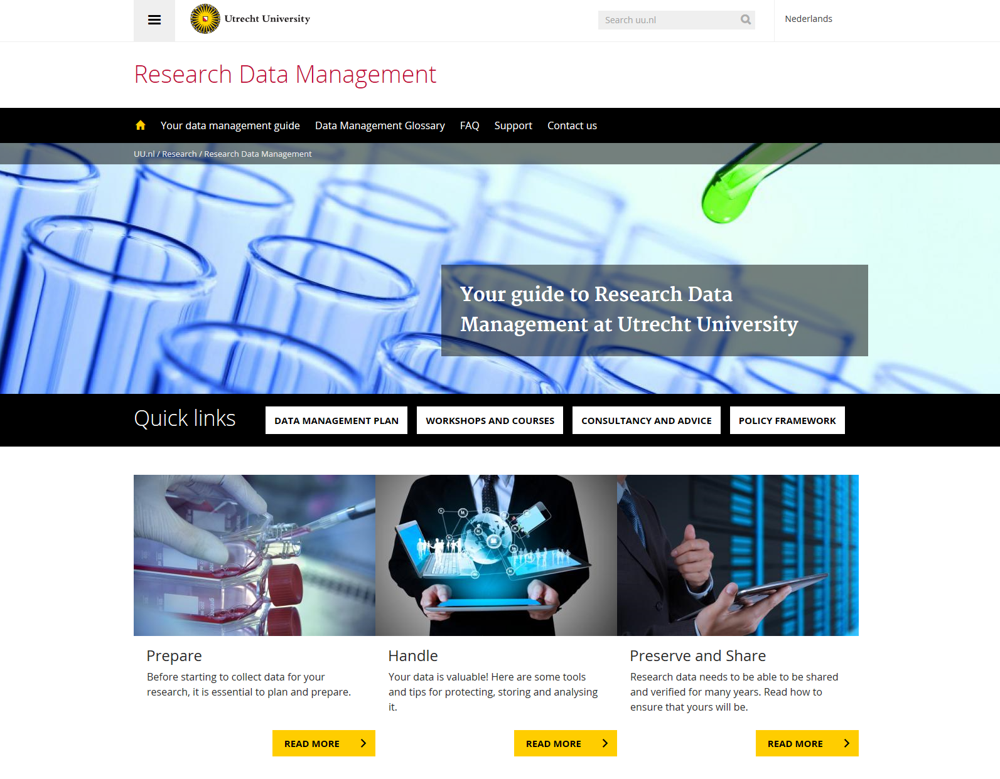 Utrecht University
Search uu.nl
Nederlands
Research Data Management
Your data management guide
Data Management Glossary
FAQ
Support
Contact us
UU.nl / Research / Research Data Management
Your guide to Research Data
Management at Utrecht University
Quick links
DATA MANAGEMENT PLAN
WORKSHOPS AND COURSES
CONSULTANCY AND ADVICE
POLICY FRAMEWORK
Prepare
Before starting to collect data for your
research, it is essential to plan and prepare.
READ MORE
Handle
Your data is valuable! Here are some tools
and tips for protecting, storing and analysing
it.
READ MORE
Preserve and Share
Research data needs to be able to be shared
and verified for many years. Read how to
ensure that yours will be.
READ MORE